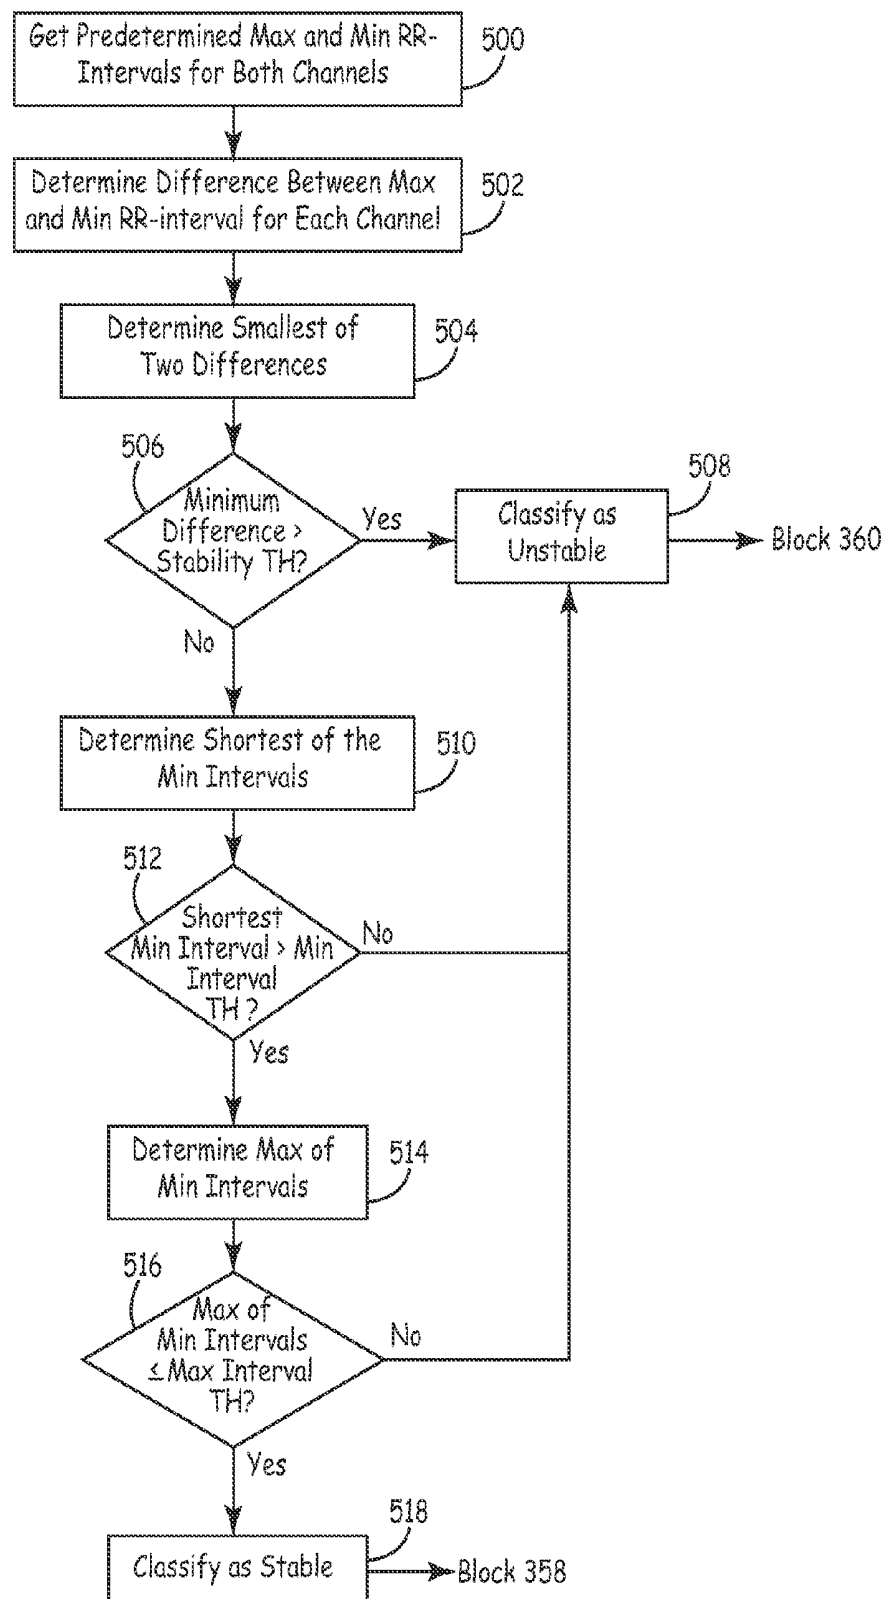 Get Predetermined Max and Min RR-
Intervals for Both Channels
500
Determine Difference Between Max
and Min RR-interval for Each Channel
502
Determine Smallest of
Two Differences
504
506
Minimum
Difference >
Stability TH?
Yes
No
Classify as
Unstable
508
Block 360
Determine Shortest of the
Min Intervals
510
512
Shortest
Min Interval > Min
Interval
TH ?
No
Yes
Determine Max of
Min Intervals
514
516
Max of
Min Intervals
≤ Max Interval
TH?
No
Yes
Classify as Stable
518
Block 358